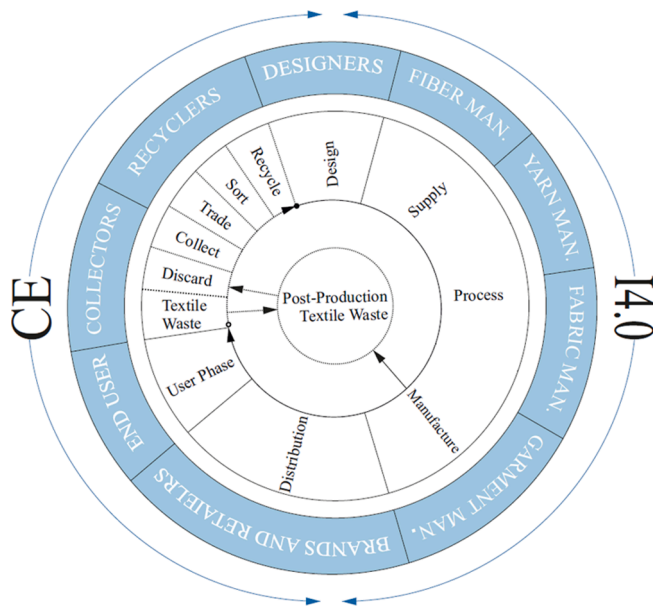 DESIGNERS
FIBER MAN.
YARN MAN.
FABRIC MAN.
GARMENT MAN.
BRANDS AND RETAIELRS
END USER
COLLECTORS
RECYCLERS
CE
I4.0
Design
Supply
Process
Manufacture
Distribution
User Phase
Textile
Waste
Discard
Collect
Trade
Sort
Recycle
Post-Production
Textile Waste